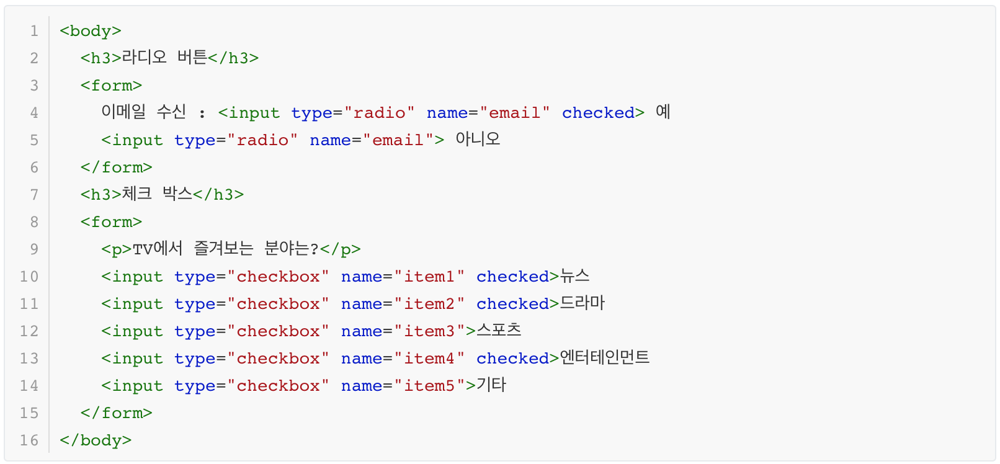 1 <body>
2 <h3>라디오 버튼</h3>
3 <form>
4 이메일 수신 : <input type="radio" name="email" checked> 예
5 <input type="radio" name="email"> 아니오
6 </form>
7 <h3>체크 박스</h3>
8 <form>
9 <p>TV에서 즐겨보는 분야는?</p>
10 <input type="checkbox" name="item1" checked>뉴스
11 <input type="checkbox" name="item2" checked>드라마
12 <input type="checkbox" name="item3">스포츠
13 <input type="checkbox" name="item4" checked>엔터테인먼트
14 <input type="checkbox" name="item5">기타
15 </form>
16 </body>